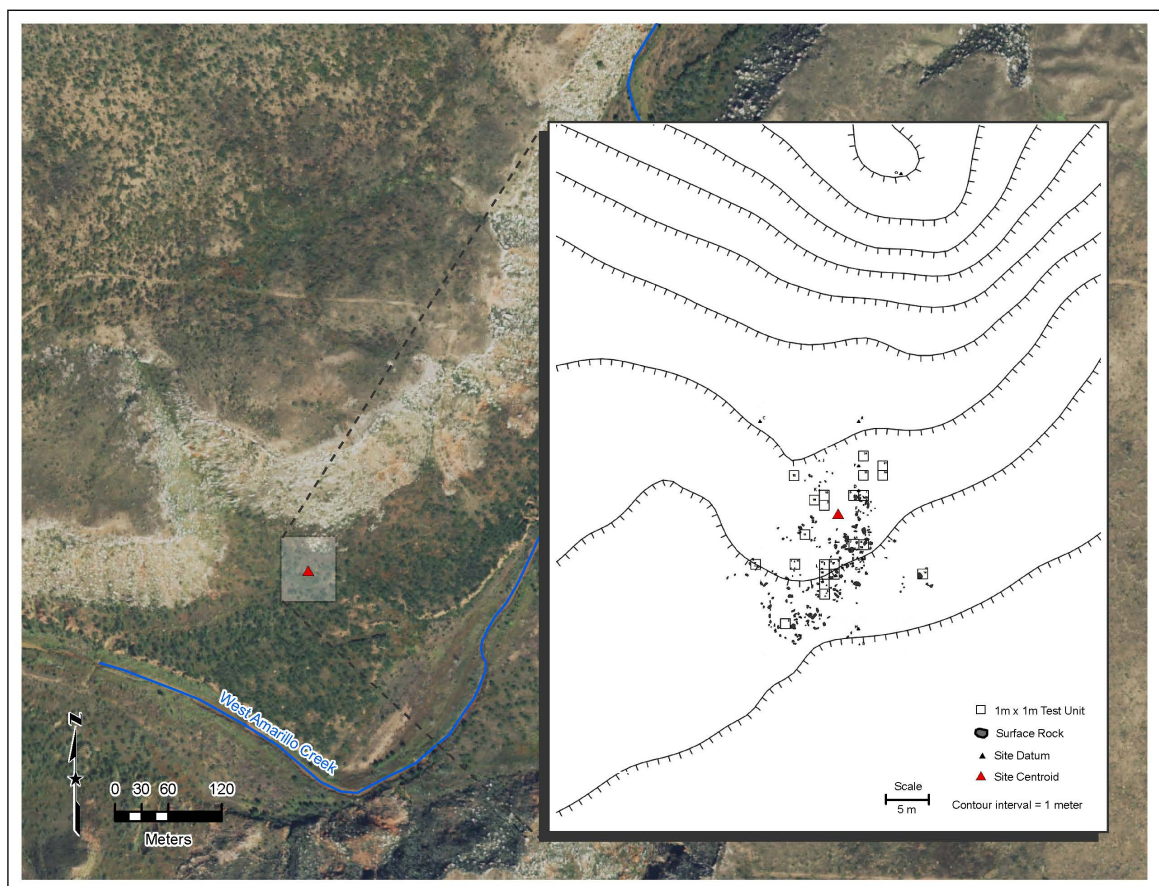 West Amarillo Creek
N
0 30 60 120
Meters
C
A
1m x 1m Test Unit
Surface Rock
Site Datum
Site Centroid
Scale
5 m
Contour interval = 1 meter